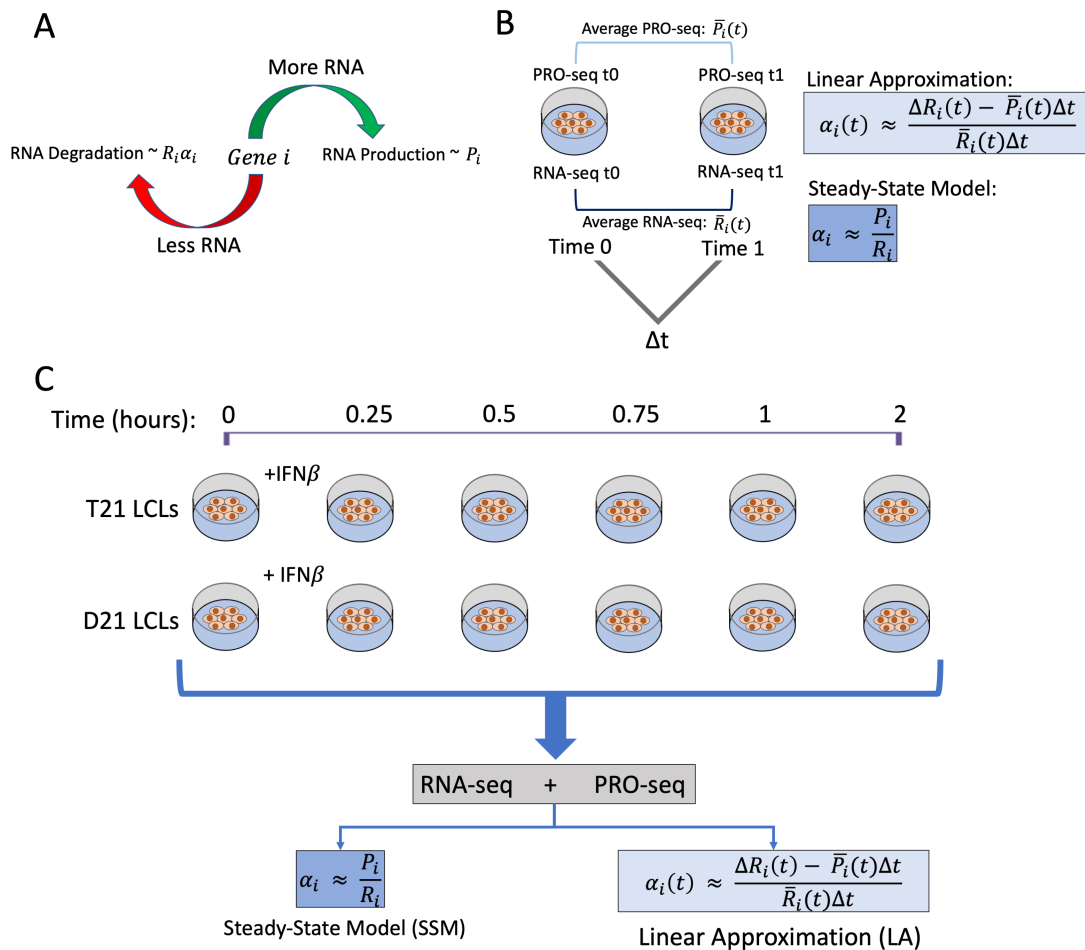 A
More RNA
RNA Degradation ~ R_iα_i
Gene i
RNA Production ~ P_i
Less RNA
B
Average PRO-seq: P̅_i(t)
PRO-seq t0
PRO-seq t1
RNA-seq t0
RNA-seq t1
Average RNA-seq: R̅_i(t)
Time 0
Time 1
Δt
Linear Approximation:
α_i(t) ≈ (ΔR_i(t) − P̅_i(t)Δt) / (R̅_i(t)Δt)
Steady-State Model:
α_i ≈ P_i / R_i
C
Time (hours): 0 0.25 0.5 0.75 1 2
+IFNβ
T21 LCLs
+ IFNβ
D21 LCLs
RNA-seq + PRO-seq
α_i ≈ P_i / R_i
Steady-State Model (SSM)
α_i(t) ≈ (ΔR_i(t) − P̅_i(t)Δt) / (R̅_i(t)Δt)
Linear Approximation (LA)